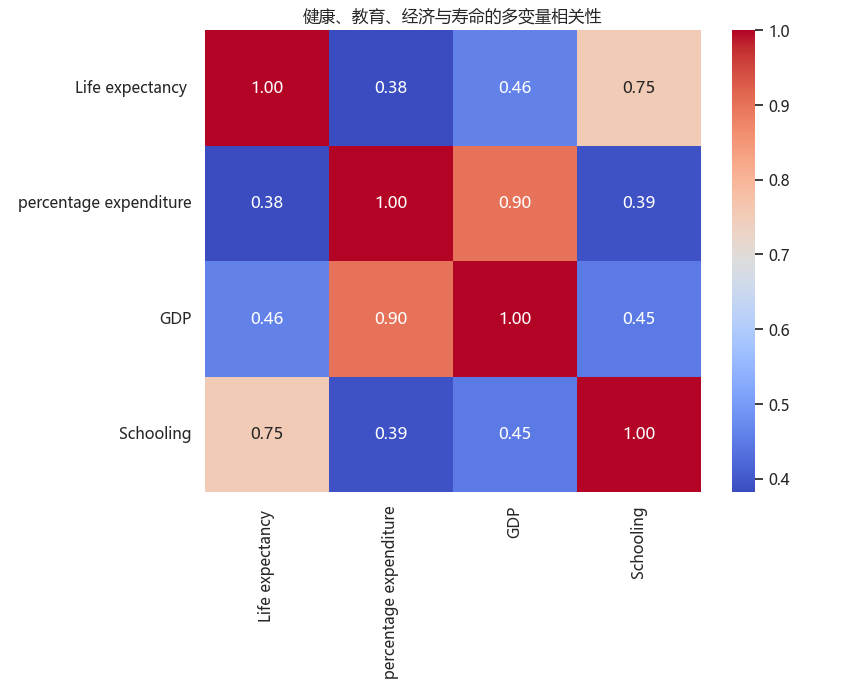 健康、教育、经济与寿命的多变量相关性
Life expectancy 1.00 0.38 0.46 0.75
percentage expenditure 0.38 1.00 0.90 0.39
GDP 0.46 0.90 1.00 0.45
Schooling 0.75 0.39 0.45 1.00
Life expectancy
percentage expenditure
GDP
Schooling
1.0
0.9
0.8
0.7
0.6
0.5
0.4